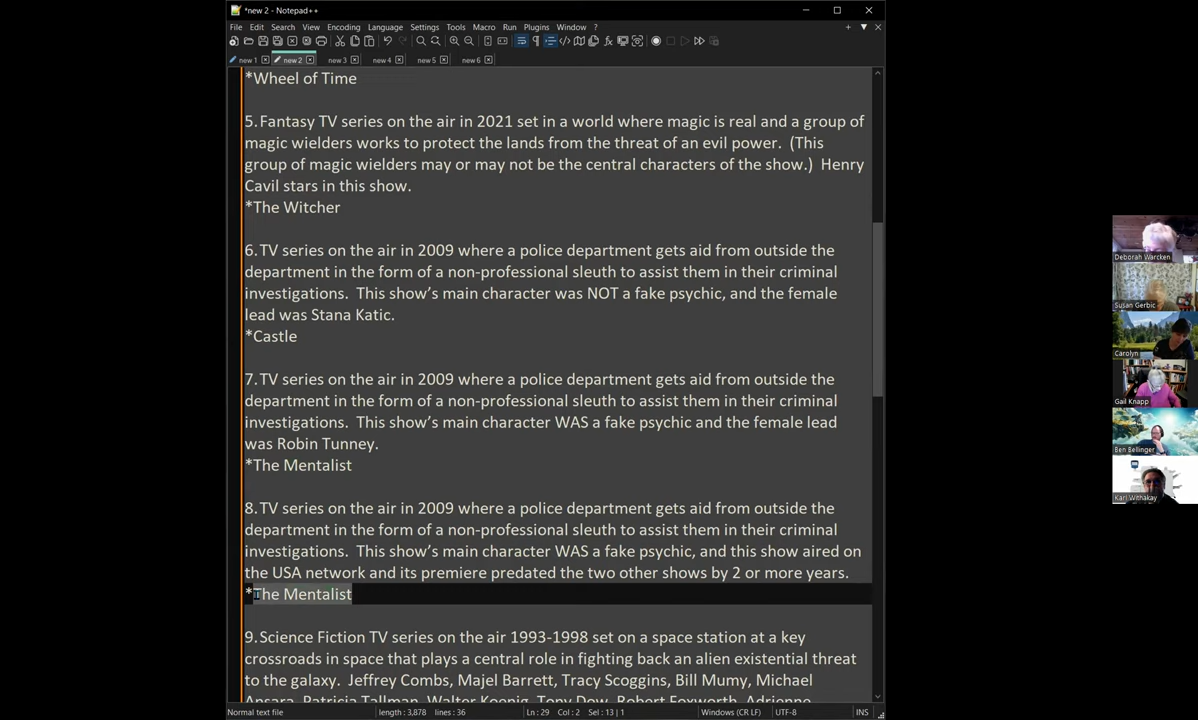 *new 2 - Notepad++
File Edit Search View Encoding Language Settings Tools Macro Run Plugins Window ?
new 1 new 2 new 3 new 4 new 5 new 6
*Wheel of Time
5.Fantasy TV series on the air in 2021 set in a world where magic is real and a group of
magic wielders works to protect the lands from the threat of an evil power.  (This
group of magic wielders may or may not be the central characters of the show.)  Henry
Cavil stars in this show.
*The Witcher
6.TV series on the air in 2009 where a police department gets aid from outside the
department in the form of a non-professional sleuth to assist them in their criminal
investigations.  This show's main character was NOT a fake psychic, and the female
lead was Stana Katic.
*Castle
7.TV series on the air in 2009 where a police department gets aid from outside the
department in the form of a non-professional sleuth to assist them in their criminal
investigations.  This show's main character WAS a fake psychic and the female lead
was Robin Tunney.
*The Mentalist
8.TV series on the air in 2009 where a police department gets aid from outside the
department in the form of a non-professional sleuth to assist them in their criminal
investigations.  This show's main character WAS a fake psychic, and this show aired on
the USA network and its premiere predated the two other shows by 2 or more years.
*The Mentalist
9.Science Fiction TV series on the air 1993-1998 set on a space station at a key
crossroads in space that plays a central role in fighting back an alien existential threat
to the galaxy.  Jeffrey Combs, Majel Barrett, Tracy Scoggins, Bill Mumy, Michael
Ansara, Patricia Tallman, Walter Koenig, Tony Dow, Robert Foxworth, Adrienne
Normal text file length : 3,878 lines : 36 Ln : 29 Col : 2 Sel : 13 | 1 Windows (CR LF) UTF-8 INS
Deborah Warcken
Susan Gerbic
Carolyn
Gail Knapp
Ben Bellinger
Kari Withakay